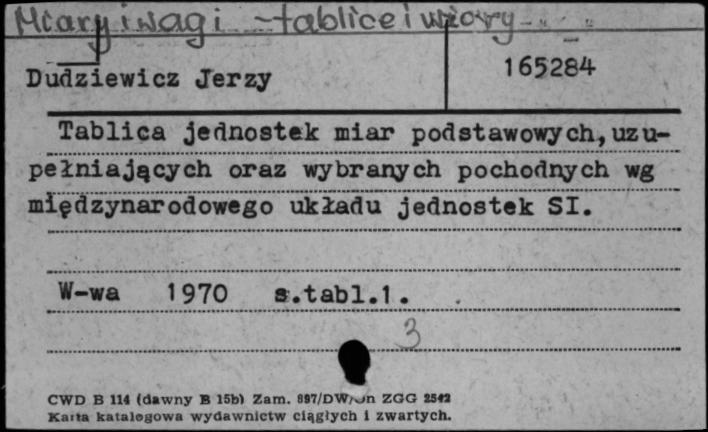 Miary i wagi - tablice i wzory
Dudziewicz Jerzy
165284
Tablica jednostek miar podstawowych, uzu-
pełniających oraz wybranych pochodnych wg
międzynarodowego układu jednostek SI.
W-wa 1970 s.tabl.1.
3
CWD B 114 (dawny B 15b) Zam. 897/DW/ ZGG 2542
Karta katalogowa wydawnictw ciągłych i zwartych.